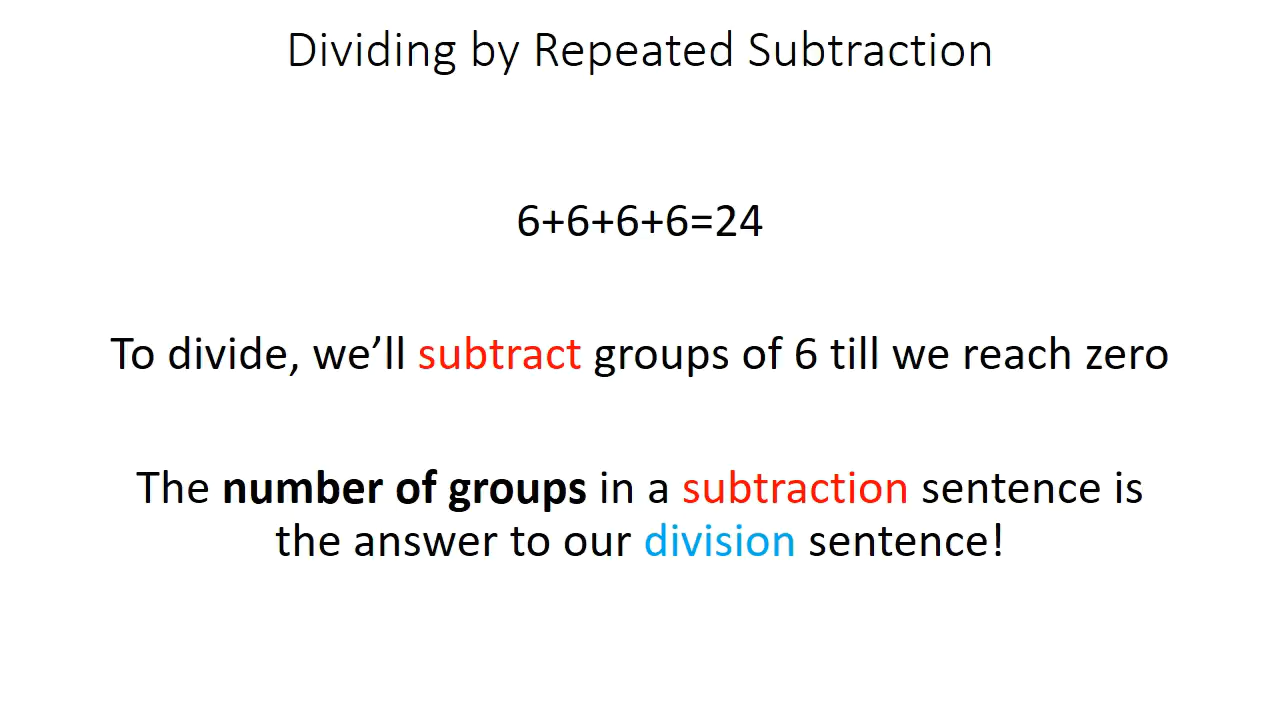 Dividing by Repeated Subtraction
6+6+6+6=24
To divide, we’ll subtract groups of 6 till we reach zero
The number of groups in a subtraction sentence is
the answer to our division sentence!